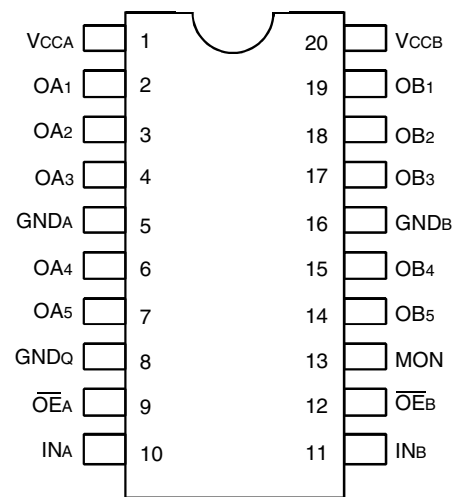 VCCA 1 20 VCCB
OA1 2 19 OB1
OA2 3 18 OB2
OA3 4 17 OB3
GNDA 5 16 GNDB
OA4 6 15 OB4
OA5 7 14 OB5
GNDQ 8 13 MON
O̅E̅A 9 12 O̅E̅B
INA 10 11 INB